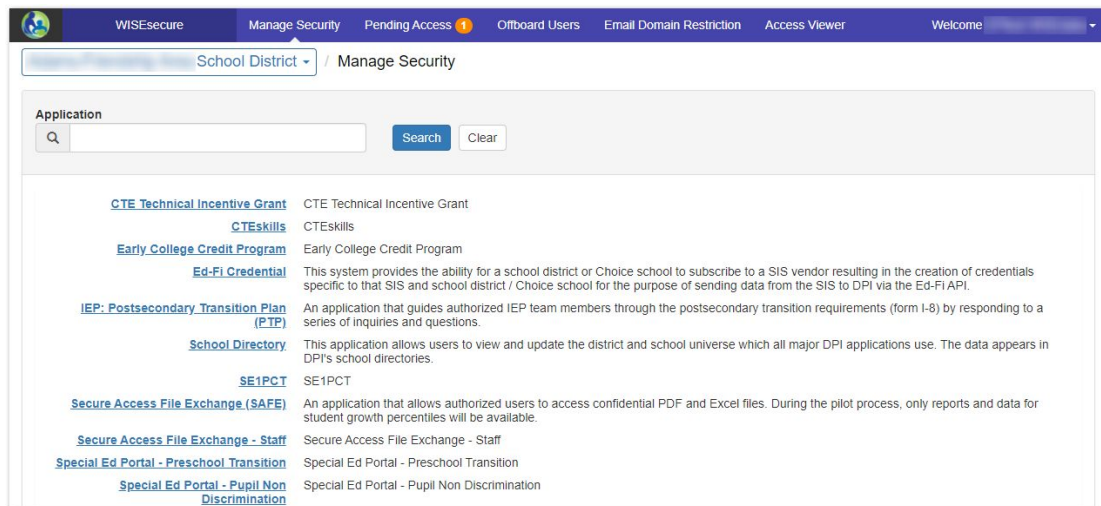 WISEsecure Manage Security Pending Access 1 Offboard Users Email Domain Restriction Access Viewer Welcome
School District / Manage Security
Application
Search Clear
CTE Technical Incentive Grant CTE Technical Incentive Grant
CTEskills CTEskills
Early College Credit Program Early College Credit Program
Ed-Fi Credential This system provides the ability for a school district or Choice school to subscribe to a SIS vendor resulting in the creation of credentials
specific to that SIS and school district / Choice school for the purpose of sending data from the SIS to DPI via the Ed-Fi API.
IEP: Postsecondary Transition Plan An application that guides authorized IEP team members through the postsecondary transition requirements (form I-8) by responding to a
(PTP) series of inquiries and questions.
School Directory This application allows users to view and update the district and school universe which all major DPI applications use. The data appears in
DPI's school directories.
SE1PCT SE1PCT
Secure Access File Exchange (SAFE) An application that allows authorized users to access confidential PDF and Excel files. During the pilot process, only reports and data for
student growth percentiles will be available.
Secure Access File Exchange - Staff Secure Access File Exchange - Staff
Special Ed Portal - Preschool Transition Special Ed Portal - Preschool Transition
Special Ed Portal - Pupil Non Special Ed Portal - Pupil Non Discrimination
Discrimination